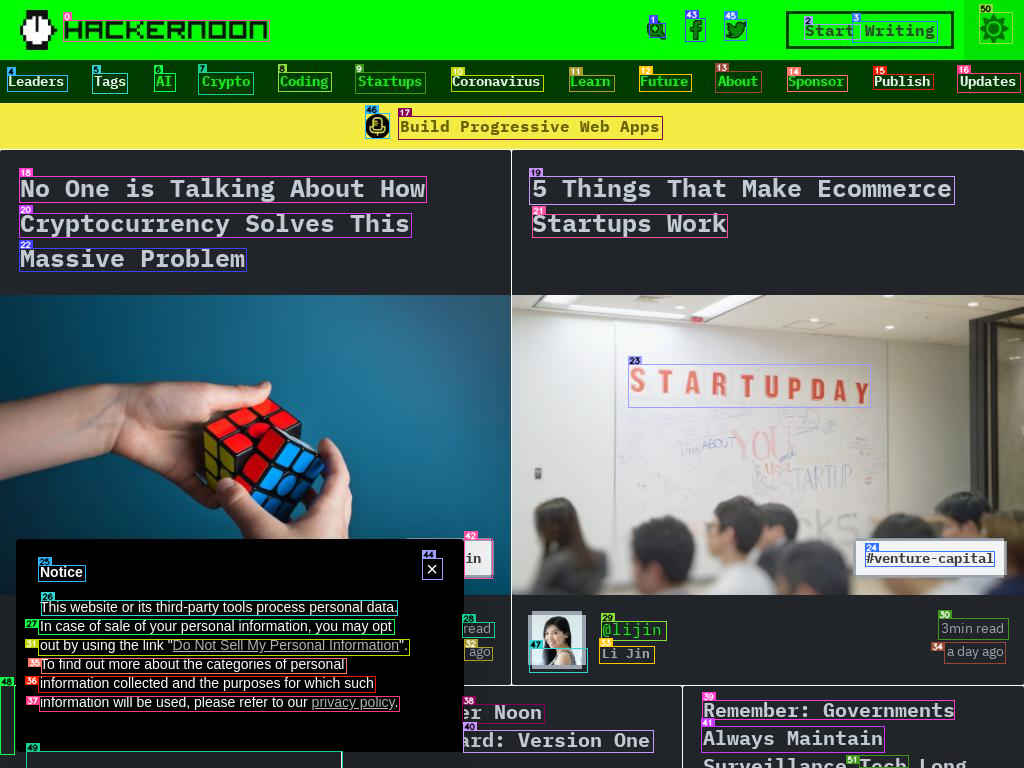 HACKERNOON
Start Writing
Leaders Tags AI Crypto Coding Startups Coronavirus Learn Future About Sponsor Publish Updates
Build Progressive Web Apps
No One is Talking About How
Cryptocurrency Solves This
Massive Problem
5 Things That Make Ecommerce
Startups Work
STARTUPDAY
ABOUT YOU
and
Your
STARTUP
in
#venture-capital
Notice
×
This website or its third-party tools process personal data.
In case of sale of your personal information, you may opt
out by using the link "Do Not Sell My Personal Information".
To find out more about the categories of personal
information collected and the purposes for which such
information will be used, please refer to our privacy policy.
read
ago
@lijin
Li Jin
3min read
a day ago
er Noon
ard: Version One
Remember: Governments
Always Maintain
Surveillance Tech Long
0
1
2
3
4
5
6
7
8
9
10
11
12
13
14
15
16
17
18
19
20
21
22
23
24
25
26
27
28
29
30
31
32
33
34
35
36
37
38
39
40
41
42
43
44
45
46
47
48
49
50
51